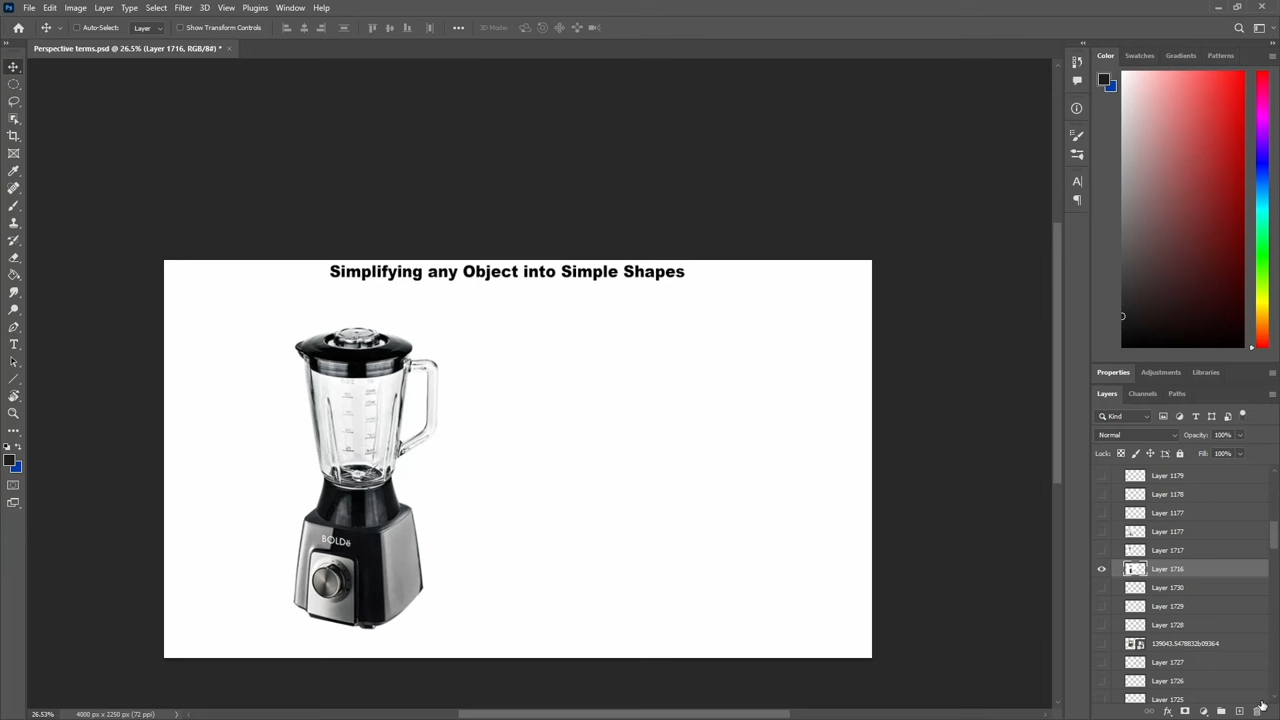 File Edit Image Layer Type Select Filter 3D View Plugins Window Help
Auto-Select: Layer Show Transform Controls 3D Mode:
Perspective terms.psd @ 26.5% (Layer 1716, RGB/8#) *
Color Swatches Gradients Patterns
Simplifying any Object into Simple Shapes
BOLDe
Properties Adjustments Libraries
Layers Channels Paths
Kind
Normal Opacity: 100%
Lock: Fill: 100%
Layer 1179
Layer 1178
Layer 1177
Layer 1177
Layer 1717
Layer 1716
Layer 1730
Layer 1729
Layer 1728
139043.5478832b09364
Layer 1727
Layer 1726
Layer 1725
26.53% 4000 px x 2250 px (72 ppi)